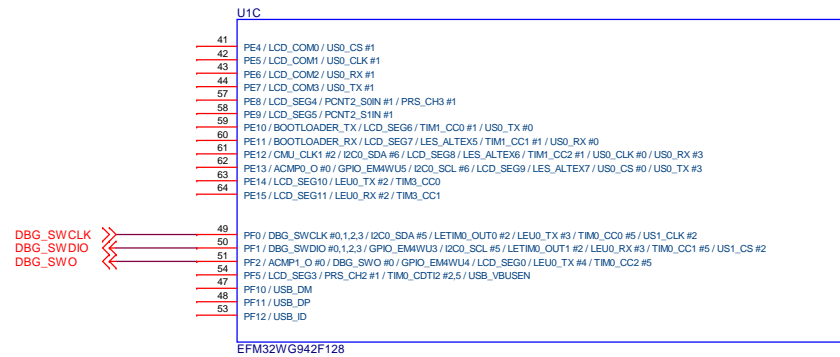 U1C
41 PE4 / LCD_COM0 / US0_CS #1
42 PE5 / LCD_COM1 / US0_CLK #1
43 PE6 / LCD_COM2 / US0_RX #1
44 PE7 / LCD_COM3 / US0_TX #1
57 PE8 / LCD_SEG4 / PCNT2_S0IN #1 / PRS_CH3 #1
58 PE9 / LCD_SEG5 / PCNT2_S1IN #1
59 PE10 / BOOTLOADER_TX / LCD_SEG6 / TIM1_CC0 #1 / US0_TX #0
60 PE11 / BOOTLOADER_RX / LCD_SEG7 / LES_ALTEX5 / TIM1_CC1 #1 / US0_RX #0
61 PE12 / CMU_CLK1 #2 / I2C0_SDA #6 / LCD_SEG8 / LES_ALTEX6 / TIM1_CC2 #1 / US0_CLK #0 / US0_RX #3
62 PE13 / ACMP0_O #0 / GPIO_EM4WU5 / I2C0_SCL #6 / LCD_SEG9 / LES_ALTEX7 / US0_CS #0 / US0_TX #3
63 PE14 / LCD_SEG10 / LEU0_TX #2 / TIM3_CC0
64 PE15 / LCD_SEG11 / LEU0_RX #2 / TIM3_CC1
DBG_SWCLK 49 PF0 / DBG_SWCLK #0,1,2,3 / I2C0_SDA #5 / LETIM0_OUT0 #2 / LEU0_TX #3 / TIM0_CC0 #5 / US1_CLK #2
DBG_SWDIO 50 PF1 / DBG_SWDIO #0,1,2,3 / GPIO_EM4WU3 / I2C0_SCL #5 / LETIM0_OUT1 #2 / LEU0_RX #3 / TIM0_CC1 #5 / US1_CS #2
DBG_SWO 51 PF2 / ACMP1_O #0 / DBG_SWO #0 / GPIO_EM4WU4 / LCD_SEG0 / LEU0_TX #4 / TIM0_CC2 #5
54 PF5 / LCD_SEG3 / PRS_CH2 #1 / TIM0_CDTI2 #2,5 / USB_VBUSEN
47 PF10 / USB_DM
48 PF11 / USB_DP
53 PF12 / USB_ID
EFM32WG942F128